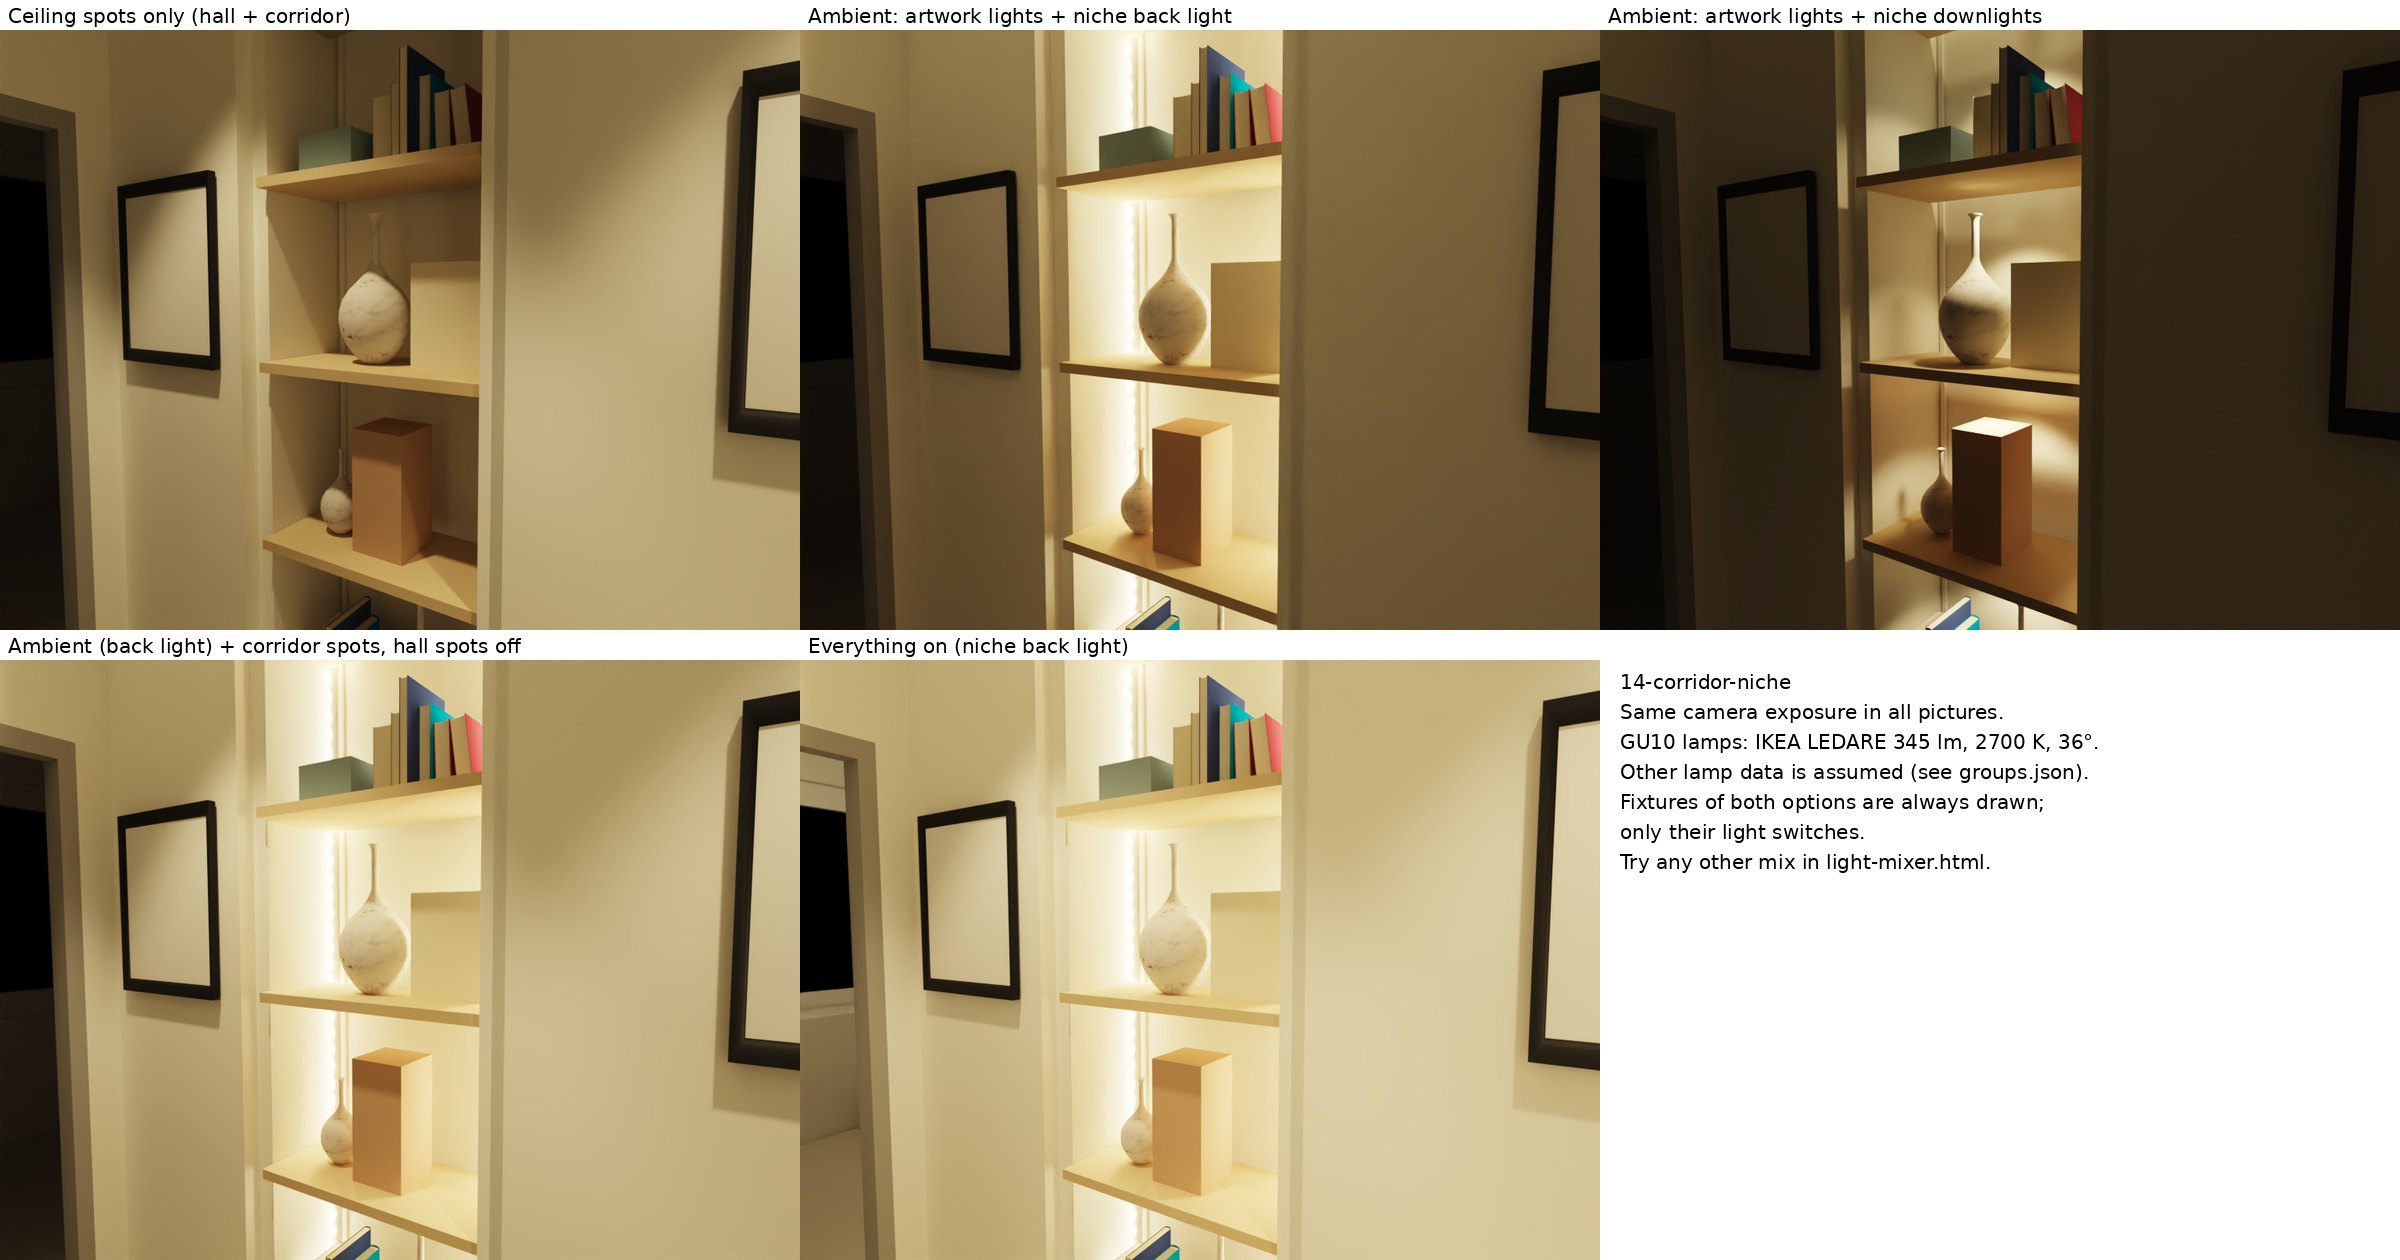 Ceiling spots only (hall + corridor)
Ambient: artwork lights + niche back light
Ambient: artwork lights + niche downlights
Ambient (back light) + corridor spots, hall spots off
Everything on (niche back light)
14-corridor-niche
Same camera exposure in all pictures.
GU10 lamps: IKEA LEDARE 345 lm, 2700 K, 36°.
Other lamp data is assumed (see groups.json).
Fixtures of both options are always drawn;
only their light switches.
Try any other mix in light-mixer.html.